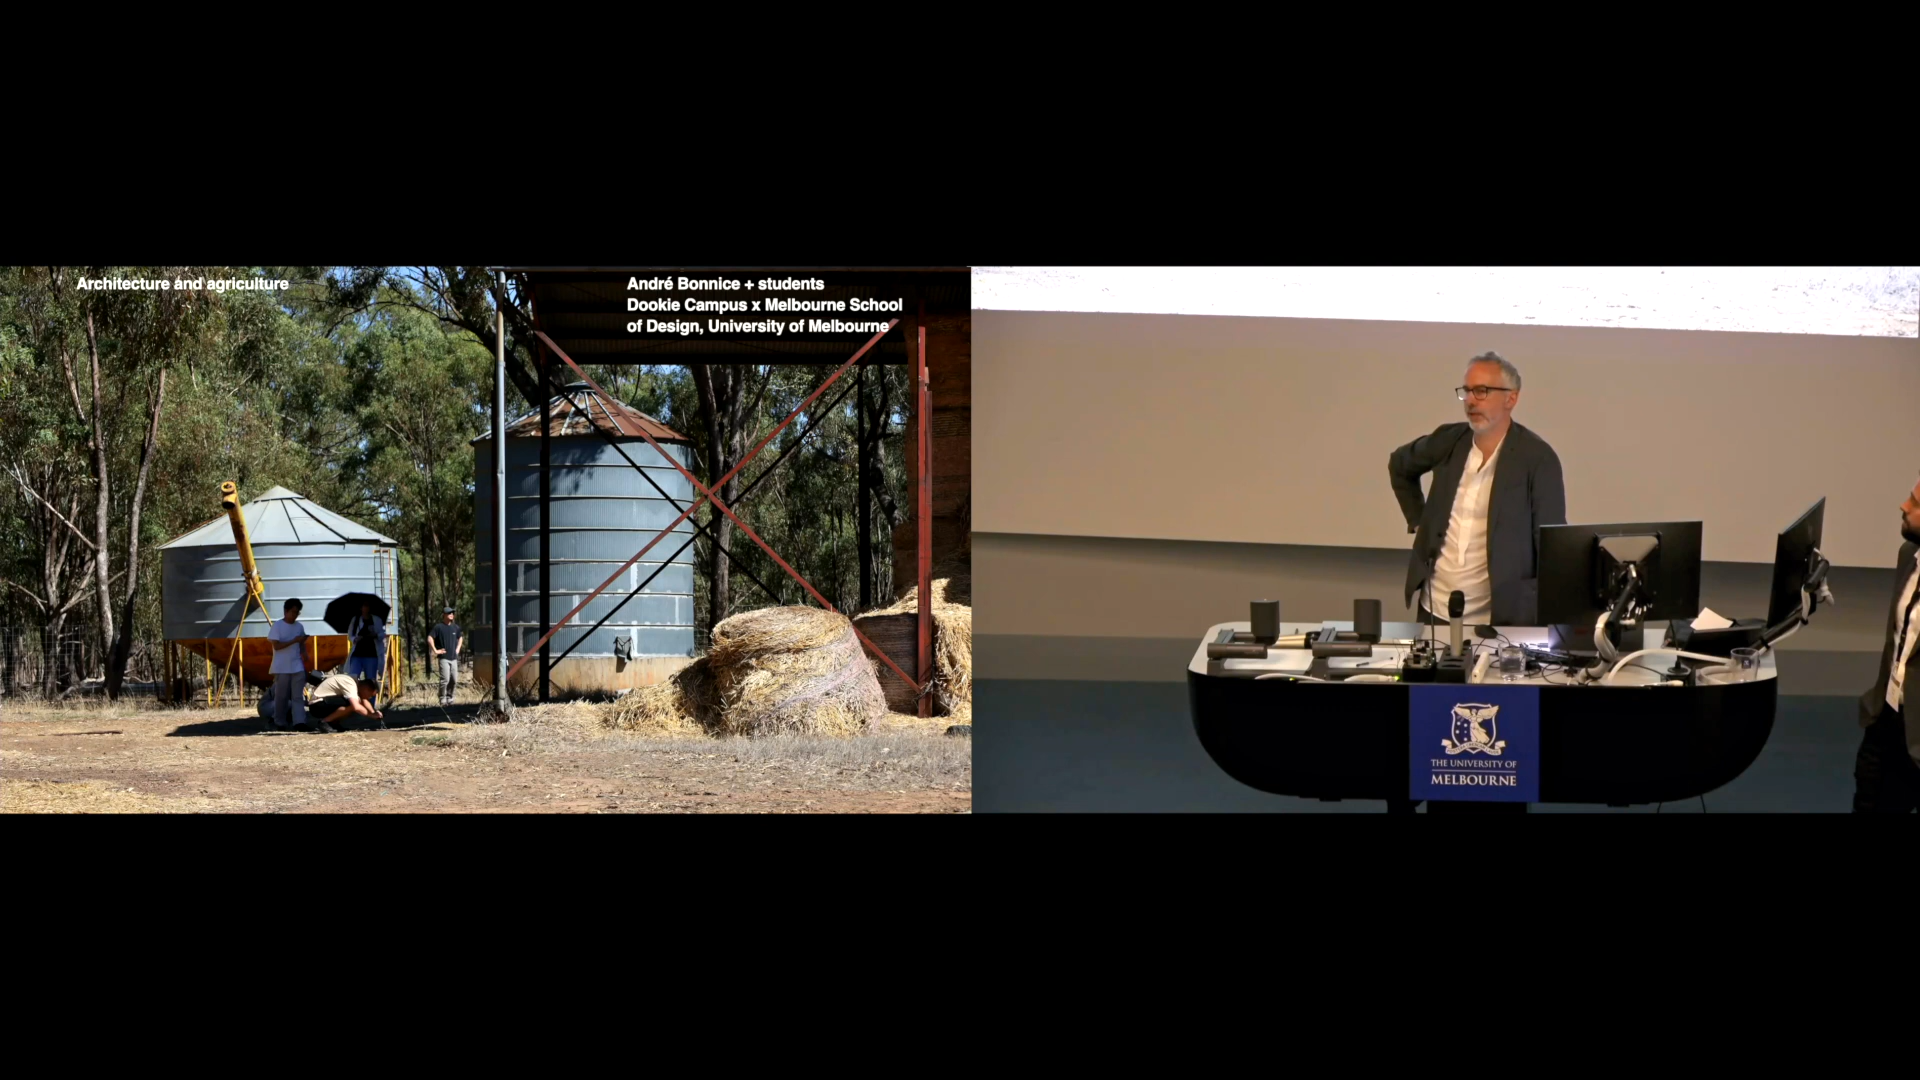 Architecture and agriculture
André Bonnice + students
Dookie Campus x Melbourne School
of Design, University of Melbourne
THE UNIVERSITY OF
MELBOURNE